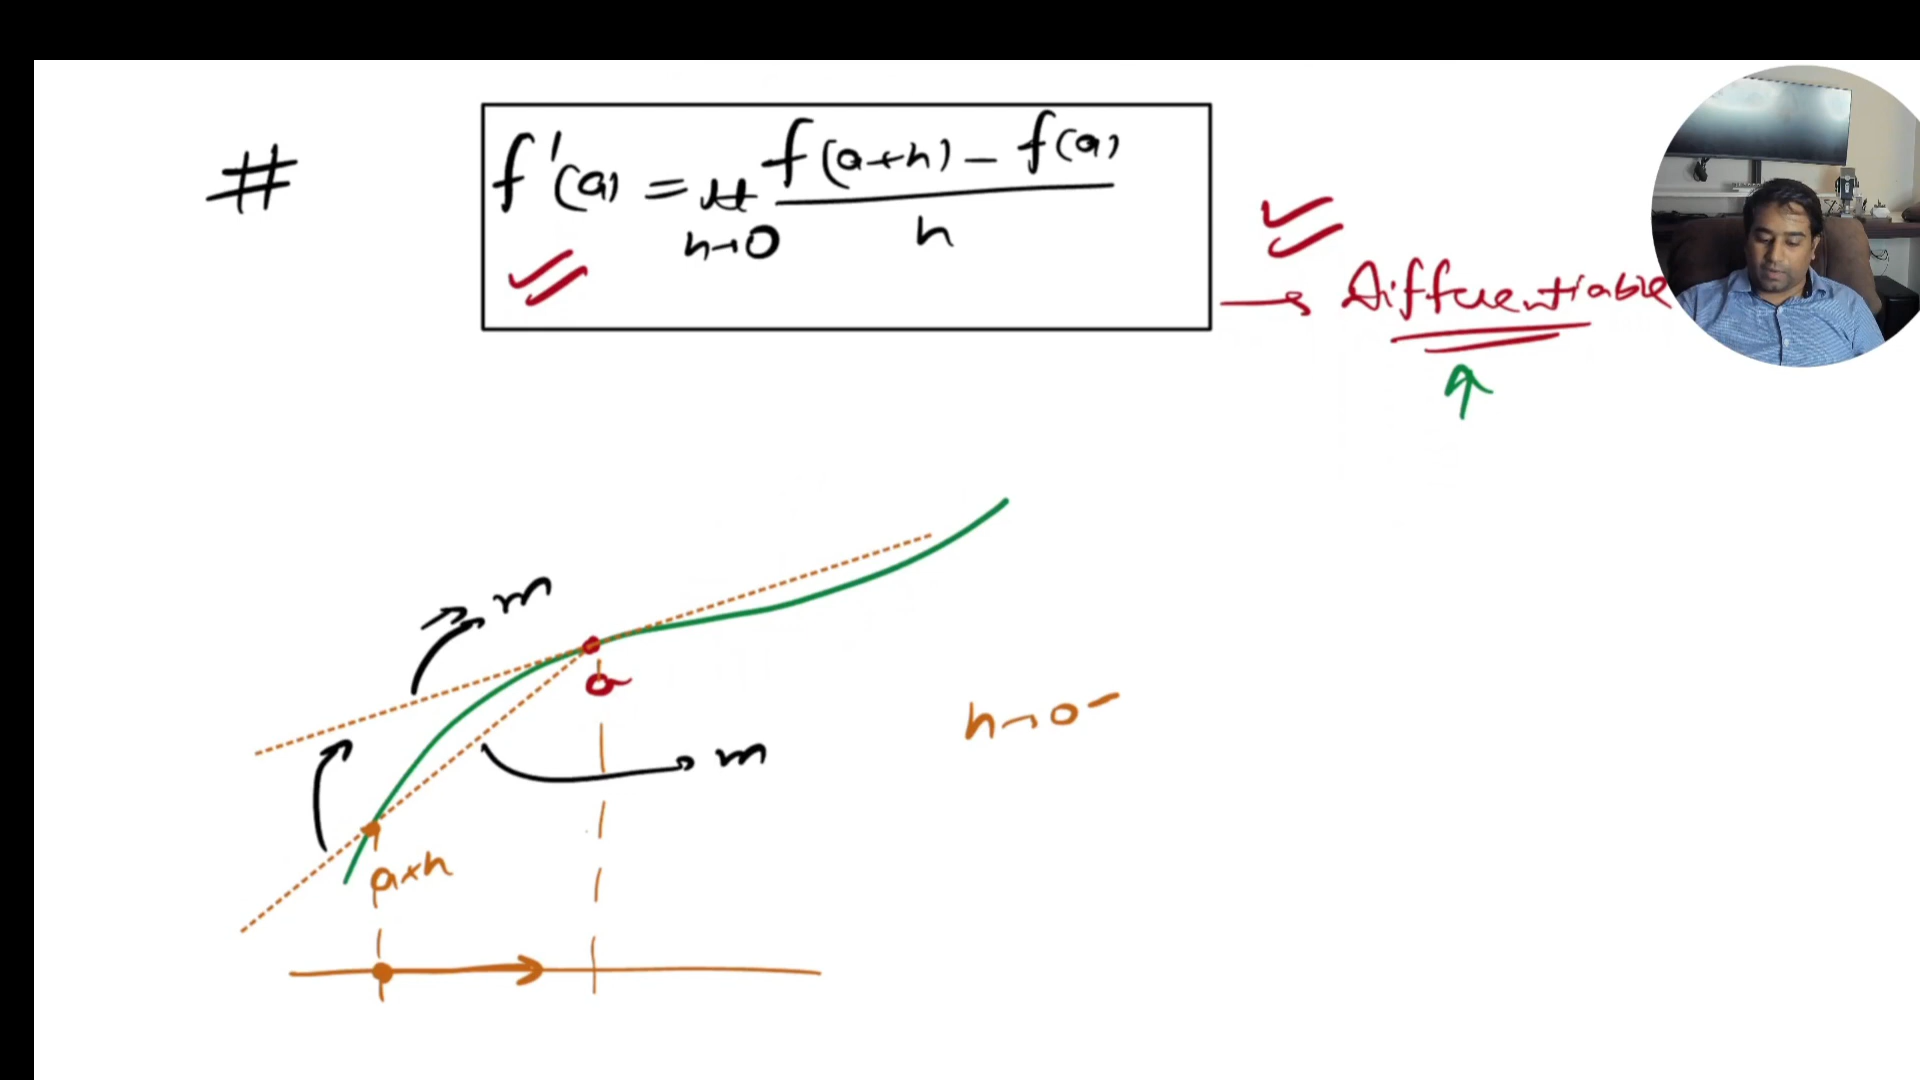 #
f'(a) = lt h→0 f(a+h) - f(a) / h
→ Differentiable
m
a
h→0-
m
a+h